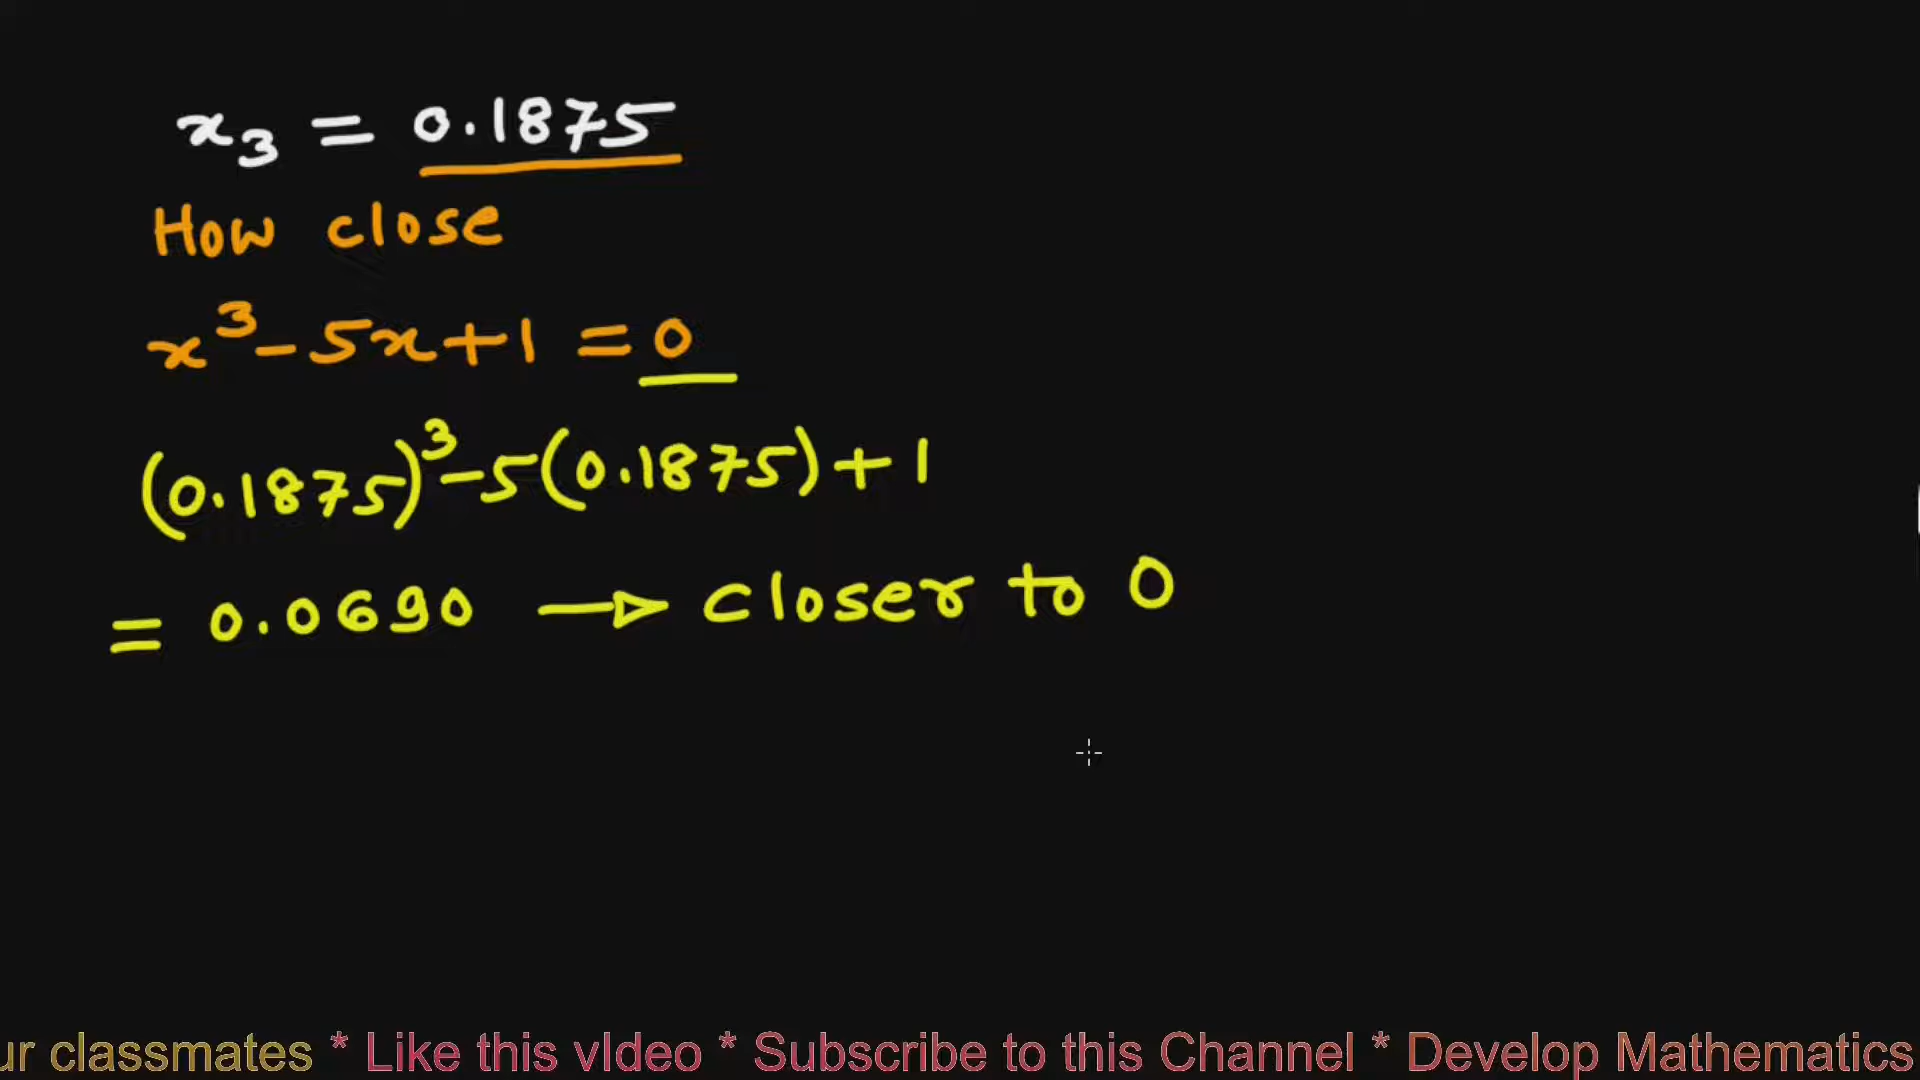 x₃ = 0.1875
How close
x³-5x+1 = 0
(0.1875)³-5(0.1875)+1
= 0.0690 → closer to 0
ur classmates * Like this vIdeo * Subscribe to this Channel * Develop Mathematics